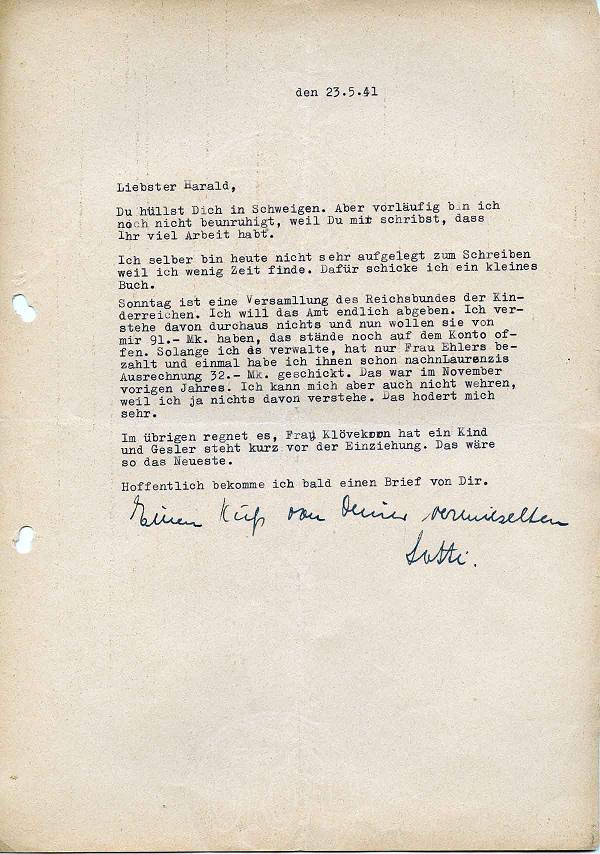 den 23.5.41
Liebster Harald,
Du hüllst Dich in Schweigen. Aber vorläufig bin ich
noch nicht beunruhigt, weil Du mir schribst, dass
Ihr viel Arbeit habt.
Ich selber bin heute nicht sehr aufgelegt zum Schreiben
weil ich wenig Zeit finde. Dafür schicke ich ein kleines
Buch.
Sonntag ist eine Versamllung des Reichsbundes der Kin-
derreichen. Ich will das Amt endlich abgeben. Ich ver-
stehe davon durchaus nichts und nun wollen sie von
mir 91.- Mk. haben, das stände noch auf dem Konto of-
fen. Solange ich es verwalte, hat nur Frau Ehlers be-
zahlt und einmal habe ich ihnen schon nachnLaurenzis
Ausrechnung 32.- Mk. geschickt. Das war im November
vorigen Jahres. Ich kann mich aber auch nicht wehren,
weil ich ja nichts davon verstehe. Das hodert mich
sehr.
Im übrigen regnet es, Frau Klövekorn hat ein Kind
und Gesler steht kurz vor der Einziehung. Das wäre
so das Neueste.
Hoffentlich bekomme ich bald einen Brief von Dir.
Einen Kuß von Deiner vermieselten
Lotti.